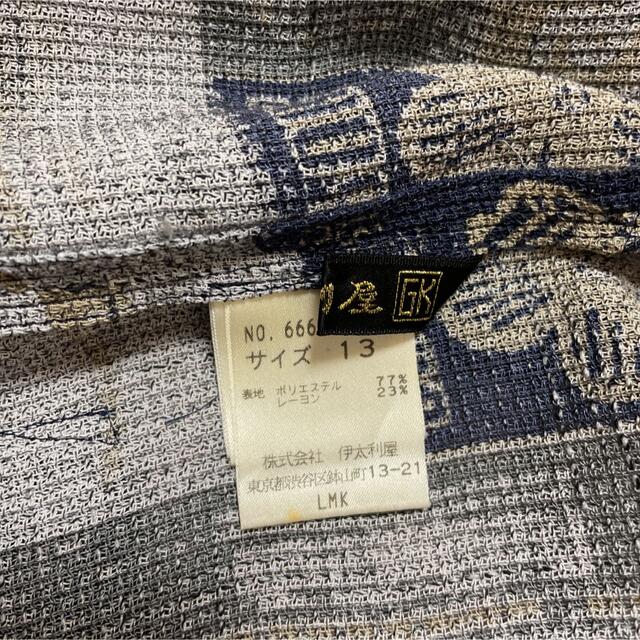 屋 GK
NO. 666
サイズ 13
表地 ポリエステル 77%
レーヨン 23%
株式会社 伊太利屋
東京都渋谷区鉢山町13-21
LMK